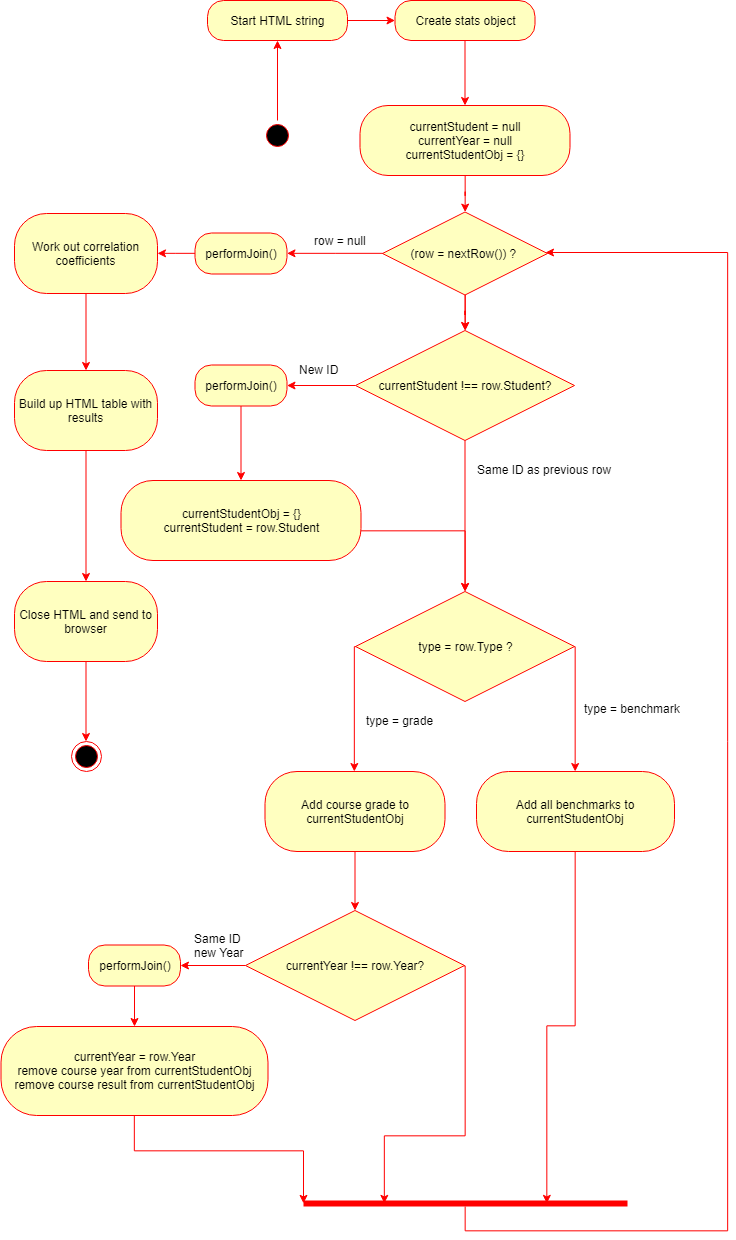 Start HTML string
Create stats object
currentStudent = null
currentYear = null
currentStudentObj = {}
Work out correlation
coefficients
performJoin()
row = null
(row = nextRow()) ?
New ID
performJoin()
currentStudent !== row.Student?
Build up HTML table with
results
Same ID as previous row
currentStudentObj = {}
currentStudent = row.Student
Close HTML and send to
browser
type = row.Type ?
type = grade
type = benchmark
Add course grade to
currentStudentObj
Add all benchmarks to
currentStudentObj
Same ID
new Year
performJoin()
currentYear !== row.Year?
currentYear = row.Year
remove course year from currentStudentObj
remove course result from currentStudentObj